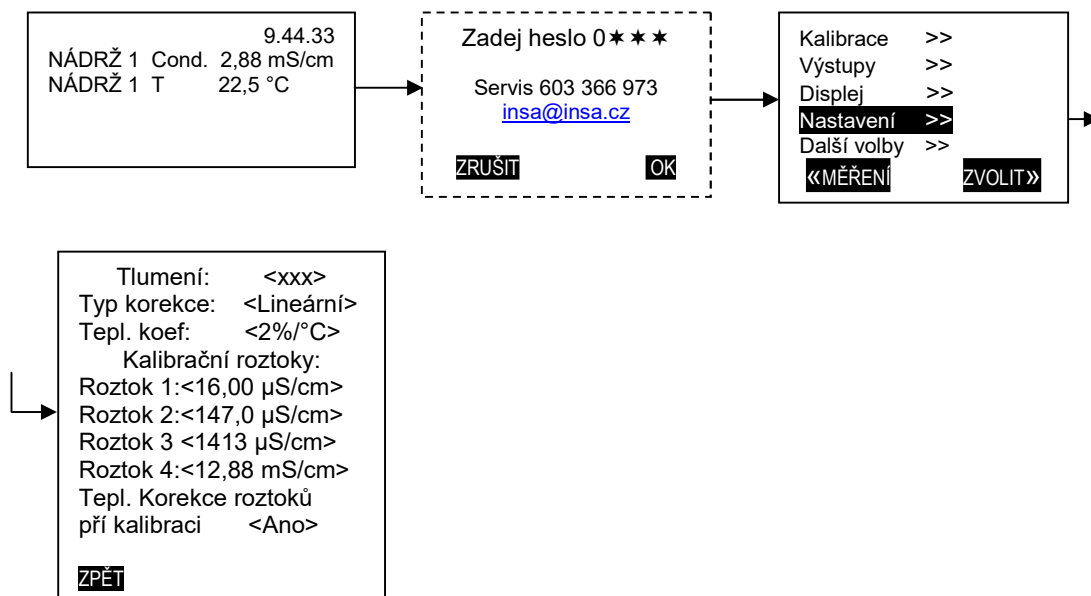 9.44.33
NÁDRŽ 1 Cond. 2,88 mS/cm
NÁDRŽ 1 T 22,5 °C
Zadej heslo 0✶✶✶
Servis 603 366 973
insa@insa.cz
ZRUŠIT OK
Kalibrace >>
Výstupy >>
Displej >>
Nastavení >>
Další volby >>
«MĚŘENÍ ZVOLIT»
Tlumení: <xxx>
Typ korekce: <Lineární>
Tepl. koef: <2%/°C>
Kalibrační roztoky:
Roztok 1:<16,00 µS/cm>
Roztok 2:<147,0 µS/cm>
Roztok 3 <1413 µS/cm>
Roztok 4:<12,88 mS/cm>
Tepl. Korekce roztoků
pří kalibraci <Ano>
ZPĚT